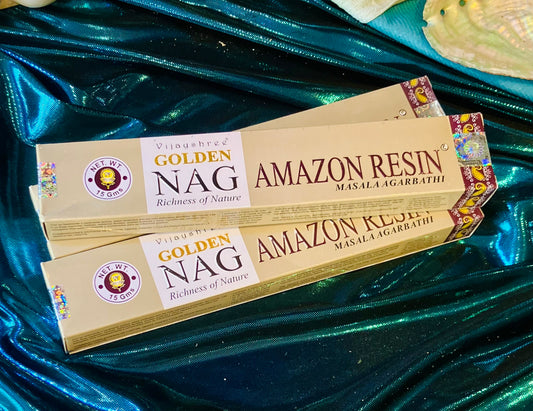 NET. WT.
15 Gms
Vijayshree
GOLDEN
NAG
Richness of Nature
AMAZON RESIN
MASALA AGARBATHI
NET. WT.
15 Gms
Vijayshree
GOLDEN
NAG
Richness of Nature
AMAZON RESIN
MASALA AGARBATHI